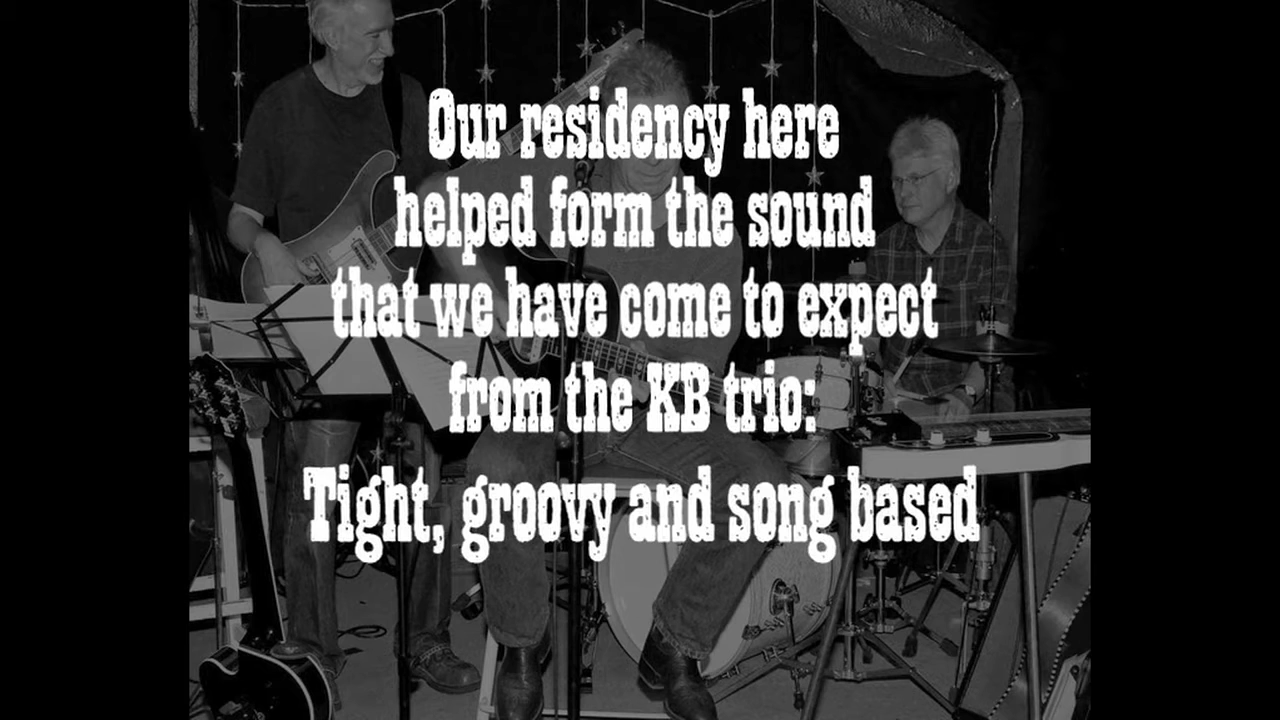 Our residency here
helped form the sound
that we have come to expect
from the KB trio:
Tight, groovy and song based